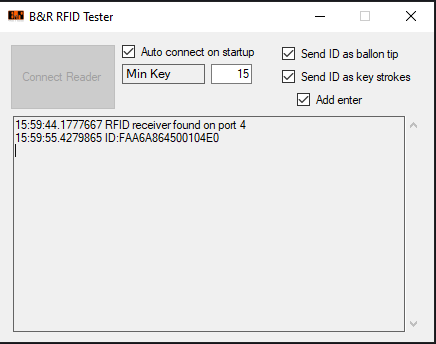 B&R RFID Tester
Connect Reader
Auto connect on startup
Min Key
15
Send ID as ballon tip
Send ID as key strokes
Add enter
15:59:44.1777667 RFID receiver found on port 4
15:59:55.4279865 ID:FAA6A864500104E0